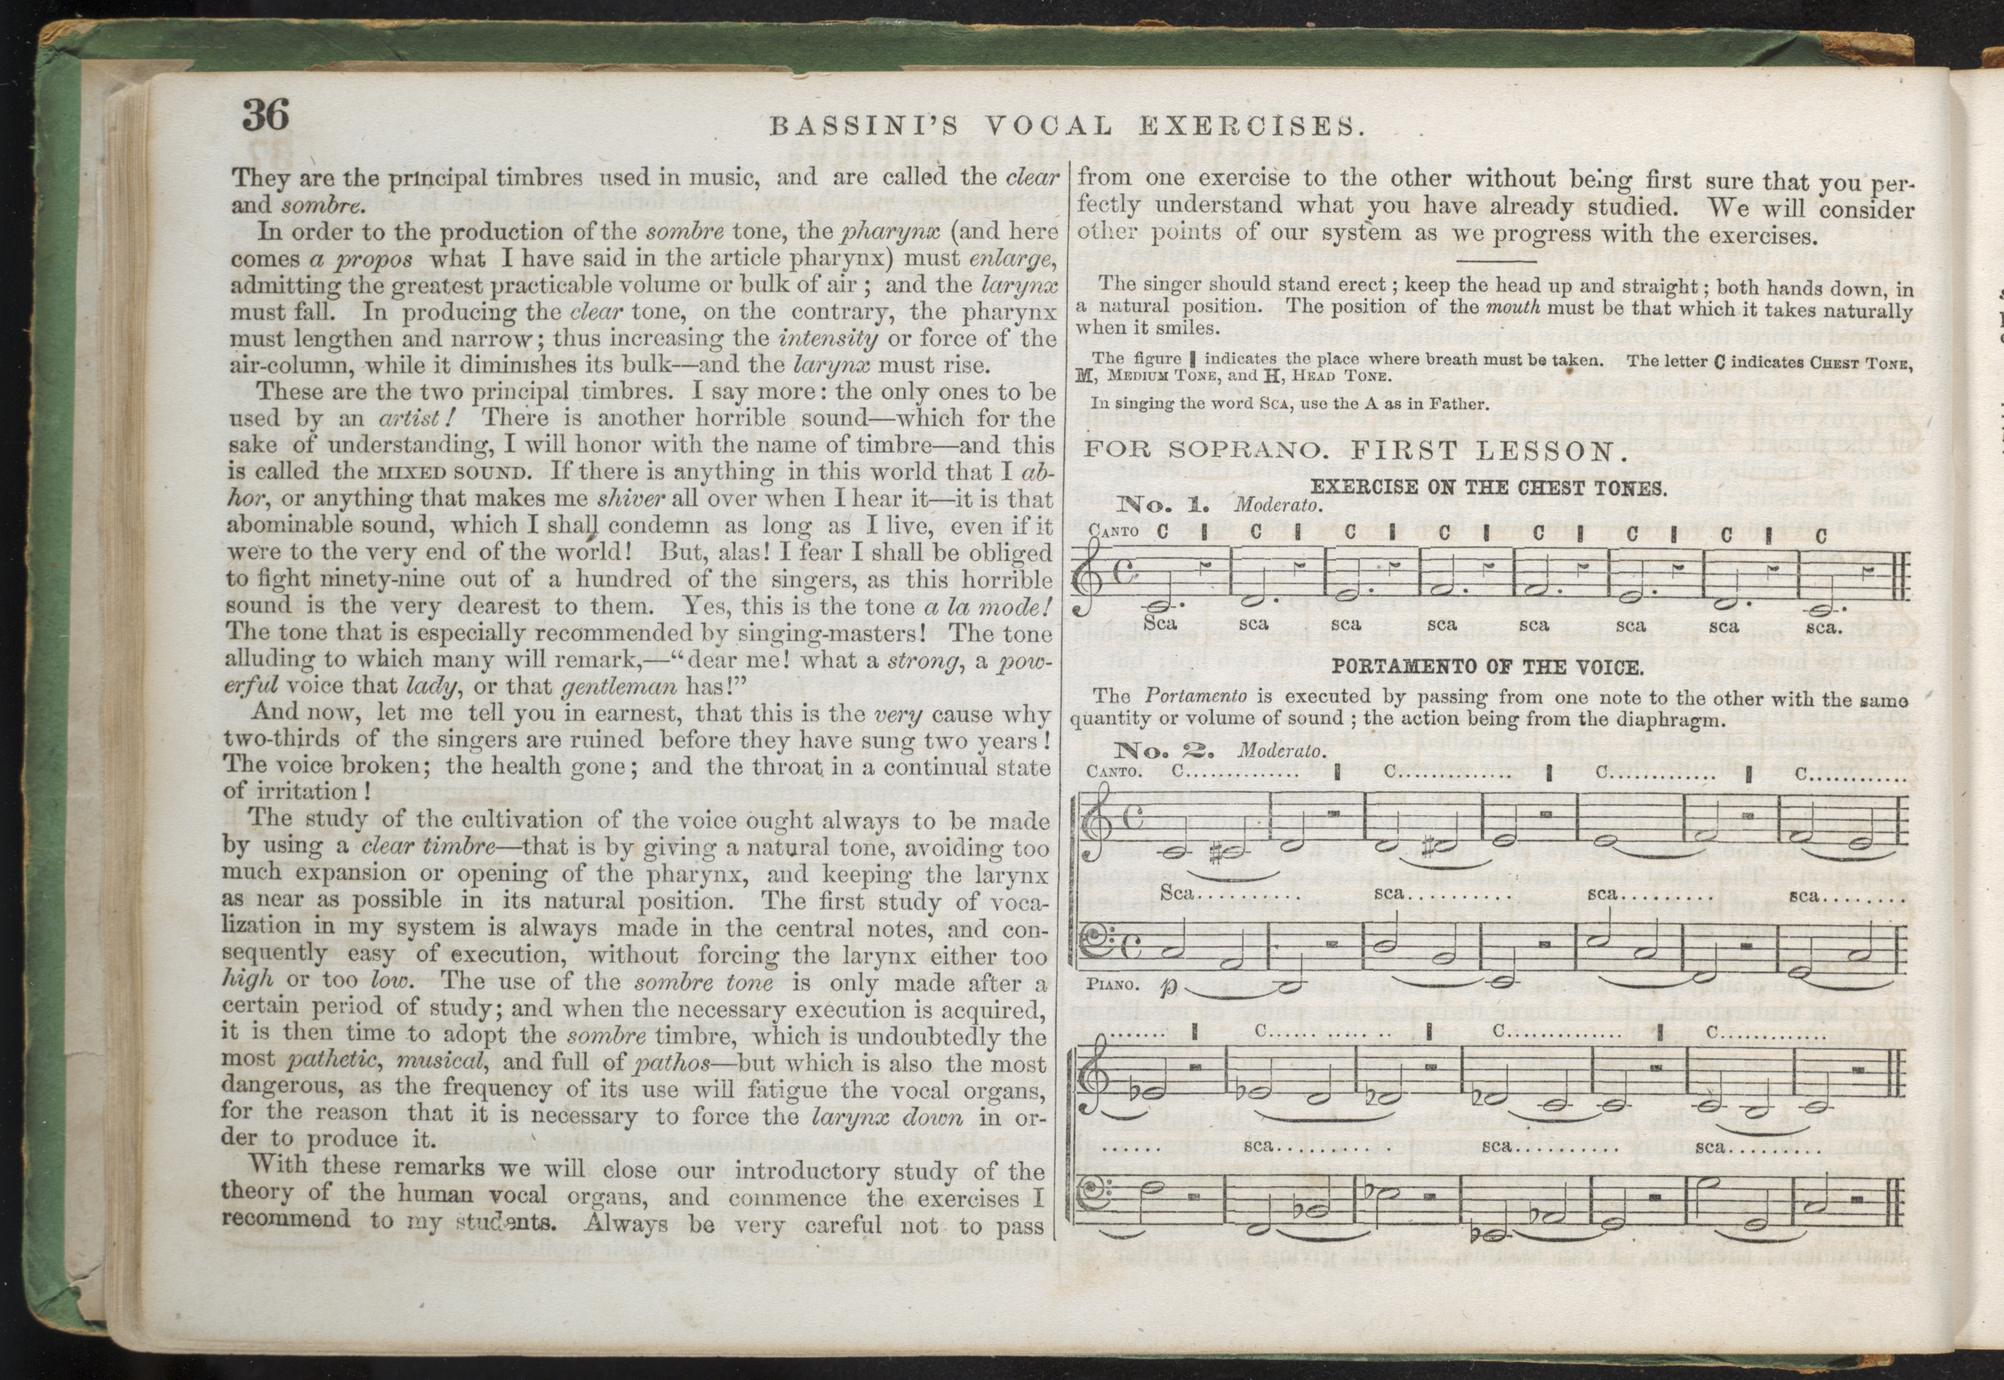 36
BASSINI'S VOCAL EXERCISES.
They are the principal timbres used in music, and are called the clear
and sombre.
In order to the production of the sombre tone, the pharynx (and here
comes a propos what I have said in the article pharynx) must enlarge,
admitting the greatest practicable volume or bulk of air; and the larynx
must fall. In producing the clear tone, on the contrary, the pharynx
must lengthen and narrow; thus increasing the intensity or force of the
air-column, while it diminishes its bulk—and the larynx must rise.
These are the two principal timbres. I say more: the only ones to be
used by an artist! There is another horrible sound—which for the
sake of understanding, I will honor with the name of timbre—and this
is called the MIXED SOUND. If there is anything in this world that I ab-
hor, or anything that makes me shiver all over when I hear it—it is that
abominable sound, which I shall condemn as long as I live, even if it
were to the very end of the world! But, alas! I fear I shall be obliged
to fight ninety-nine out of a hundred of the singers, as this horrible
sound is the very dearest to them. Yes, this is the tone a la mode!
The tone that is especially recommended by singing-masters! The tone
alluding to which many will remark,—"dear me! what a strong, a pow-
erful voice that lady, or that gentleman has!"
And now, let me tell you in earnest, that this is the very cause why
two-thirds of the singers are ruined before they have sung two years!
The voice broken; the health gone; and the throat in a continual state
of irritation!
The study of the cultivation of the voice ought always to be made
by using a clear timbre—that is by giving a natural tone, avoiding too
much expansion or opening of the pharynx, and keeping the larynx
as near as possible in its natural position. The first study of voca-
lization in my system is always made in the central notes, and con-
sequently easy of execution, without forcing the larynx either too
high or too low. The use of the sombre tone is only made after a
certain period of study; and when the necessary execution is acquired,
it is then time to adopt the sombre timbre, which is undoubtedly the
most pathetic, musical, and full of pathos—but which is also the most
dangerous, as the frequency of its use will fatigue the vocal organs,
for the reason that it is necessary to force the larynx down in or-
der to produce it.
With these remarks we will close our introductory study of the
theory of the human vocal organs, and commence the exercises I
recommend to my students. Always be very careful not to pass
from one exercise to the other without being first sure that you per-
fectly understand what you have already studied. We will consider
other points of our system as we progress with the exercises.
The singer should stand erect; keep the head up and straight; both hands down, in
a natural position. The position of the mouth must be that which it takes naturally
when it smiles.
The figure ❙ indicates the place where breath must be taken. The letter C indicates CHEST TONE,
M, MEDIUM TONE, and H, HEAD TONE.
In singing the word SCA, use the A as in Father.
FOR SOPRANO. FIRST LESSON.
EXERCISE ON THE CHEST TONES.
No. 1. Moderato.
CANTO C ❙ C ❙ C ❙ C ❙ C ❙ C ❙ C ❙ C
Sca sca sca sca sca sca sca sca.
PORTAMENTO OF THE VOICE.
The Portamento is executed by passing from one note to the other with the same
quantity or volume of sound; the action being from the diaphragm.
No. 2. Moderato.
CANTO. C.............. ❙ C.............. ❙ C.............. ❙ C............
Sca.......... sca.......... sca......... sca........
PIANO. p
....... ❙ C.............. ❙ C.............. ❙ C.............
...... sca........... sca.......... sca.........